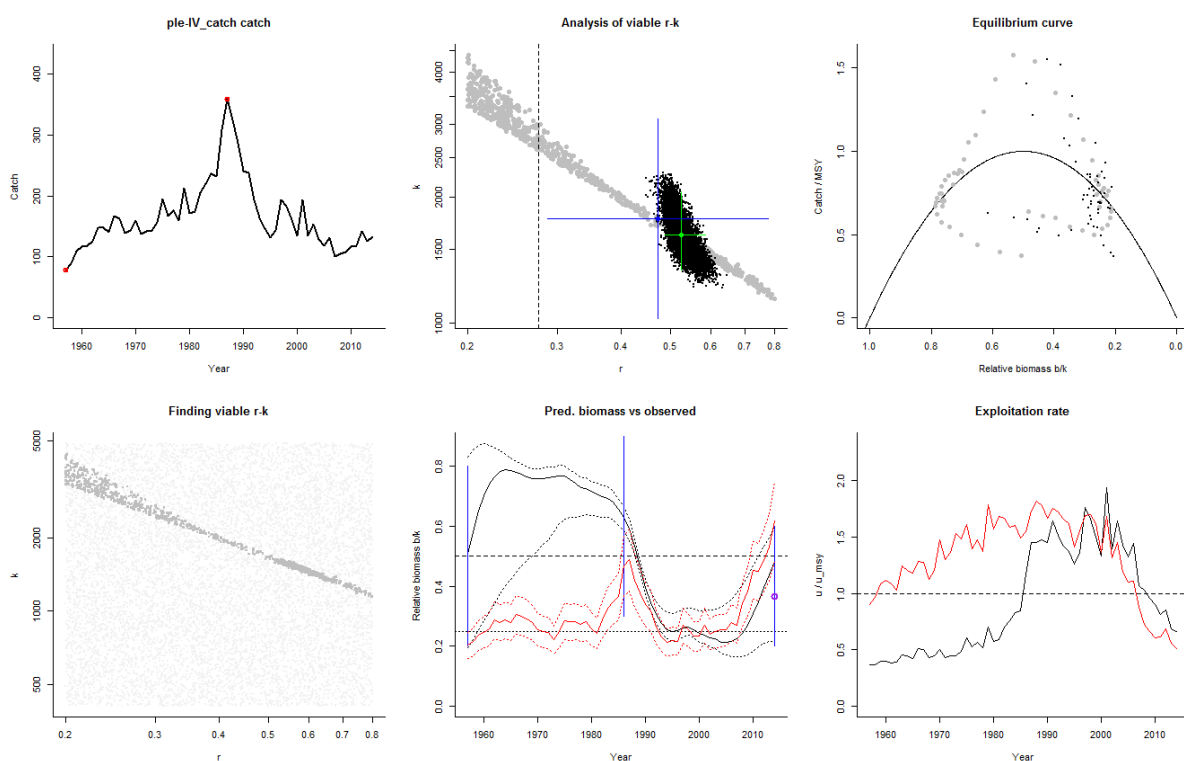 ple-IV_catch catch
400
300
200
100
0
Catch
1960 1970 1980 1990 2000 2010
Year
Analysis of viable r-k
4000
3000
2500
2000
1500
1000
k
0.2 0.3 0.4 0.5 0.6 0.7 0.8
r
Equilibrium curve
1.5
1.0
0.5
0.0
Catch / MSY
1.0 0.8 0.6 0.4 0.2 0.0
Relative biomass b/k
Finding viable r-k
5000
2000
1000
500
k
0.2 0.3 0.4 0.5 0.6 0.7 0.8
r
Pred. biomass vs observed
0.8
0.6
0.4
0.2
0.0
Relative biomass b/k
1960 1970 1980 1990 2000 2010
Year
Exploitation rate
2.0
1.5
1.0
0.5
0.0
u / u_msy
1960 1970 1980 1990 2000 2010
Year